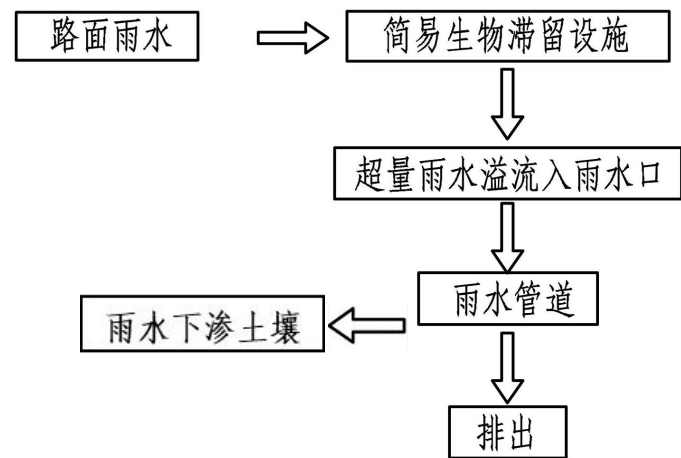 路面雨水
简易生物滞留设施
超量雨水溢流入雨水口
雨水管道
雨水下渗土壤
排出